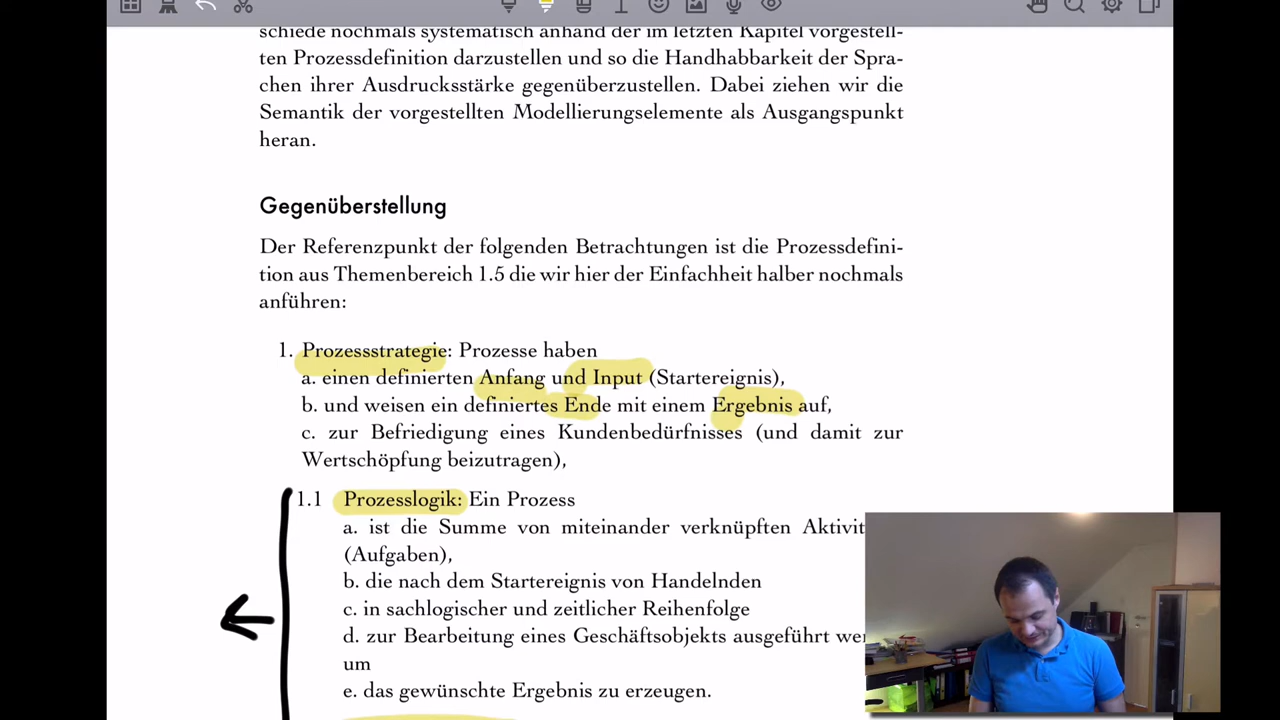 schiede nochmals systematisch anhand der im letzten Kapitel vorgestell-
ten Prozessdefinition darzustellen und so die Handhabbarkeit der Spra-
chen ihrer Ausdrucksstärke gegenüberzustellen. Dabei ziehen wir die
Semantik der vorgestellten Modellierungselemente als Ausgangspunkt
heran.
Gegenüberstellung
Der Referenzpunkt der folgenden Betrachtungen ist die Prozessdefini-
tion aus Themenbereich 1.5 die wir hier der Einfachheit halber nochmals
anführen:
1. Prozessstrategie: Prozesse haben
a. einen definierten Anfang und Input (Startereignis),
b. und weisen ein definiertes Ende mit einem Ergebnis auf,
c. zur Befriedigung eines Kundenbedürfnisses (und damit zur
Wertschöpfung beizutragen),
1.1 Prozesslogik: Ein Prozess
a. ist die Summe von miteinander verknüpften Aktivit
(Aufgaben),
b. die nach dem Startereignis von Handelnden
c. in sachlogischer und zeitlicher Reihenfolge
d. zur Bearbeitung eines Geschäftsobjekts ausgeführt we
um
e. das gewünschte Ergebnis zu erzeugen.